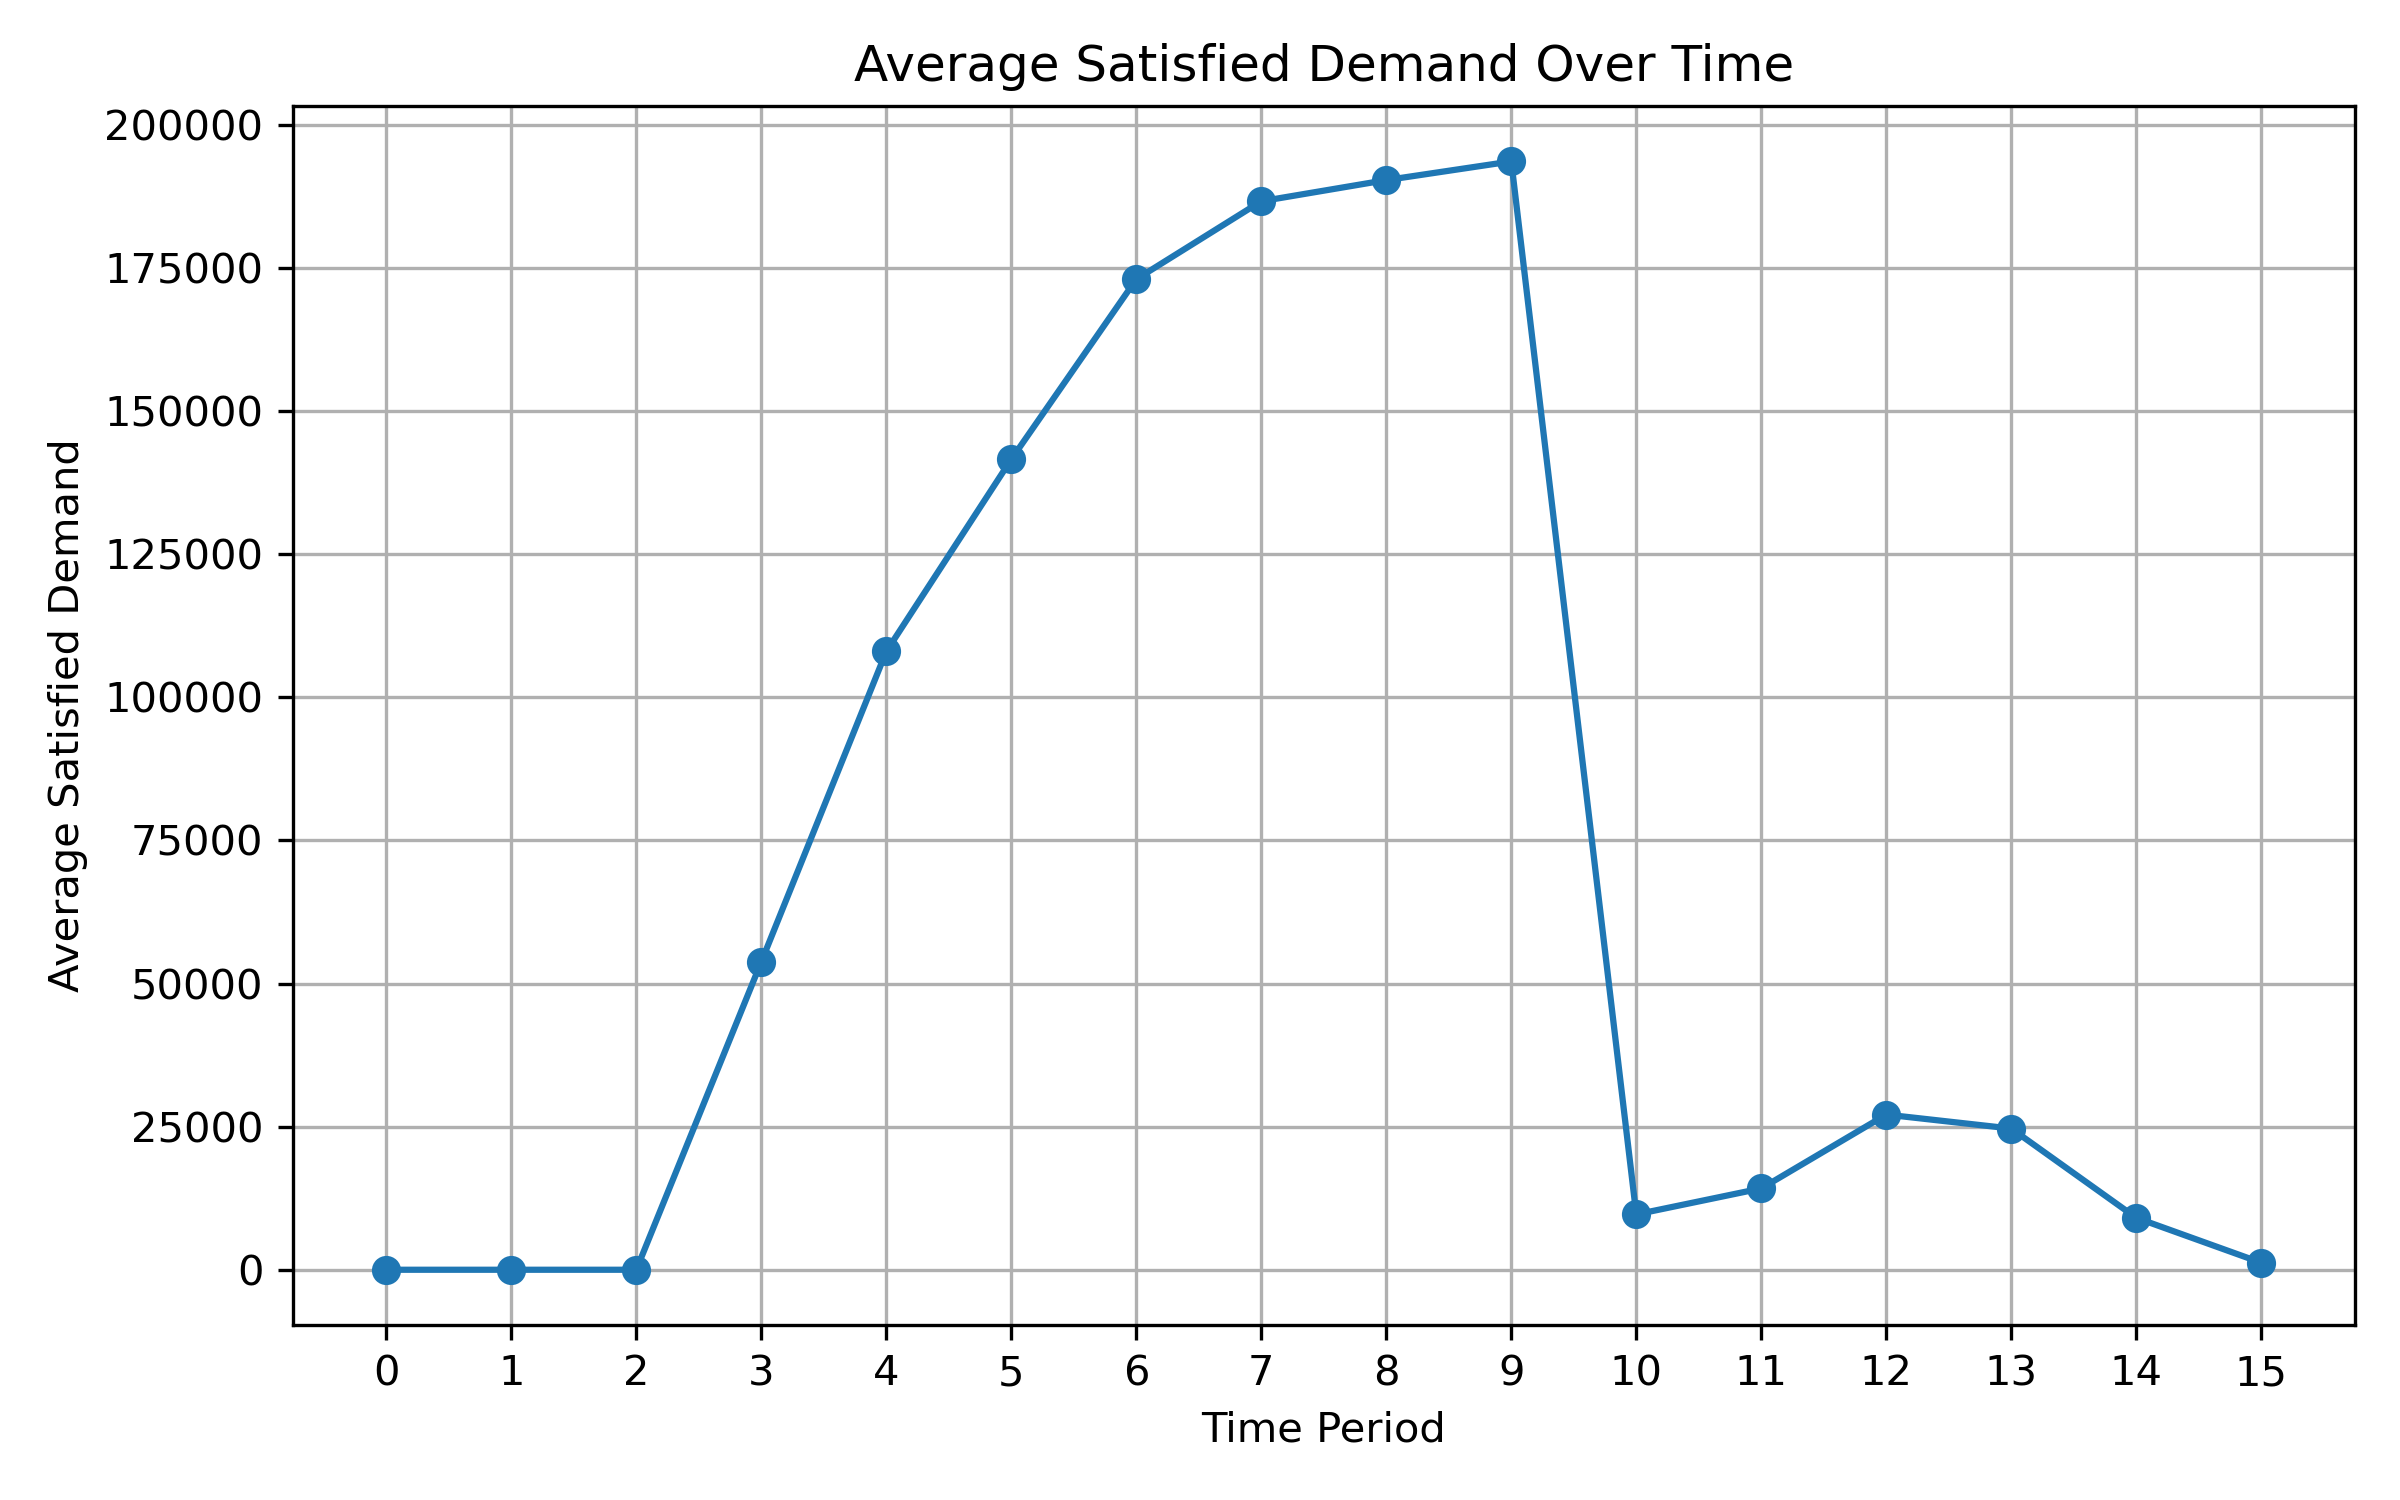 Average Satisfied Demand Over Time
Average Satisfied Demand
200000
175000
150000
125000
100000
75000
50000
25000
0
0 1 2 3 4 5 6 7 8 9 10 11 12 13 14 15
Time Period